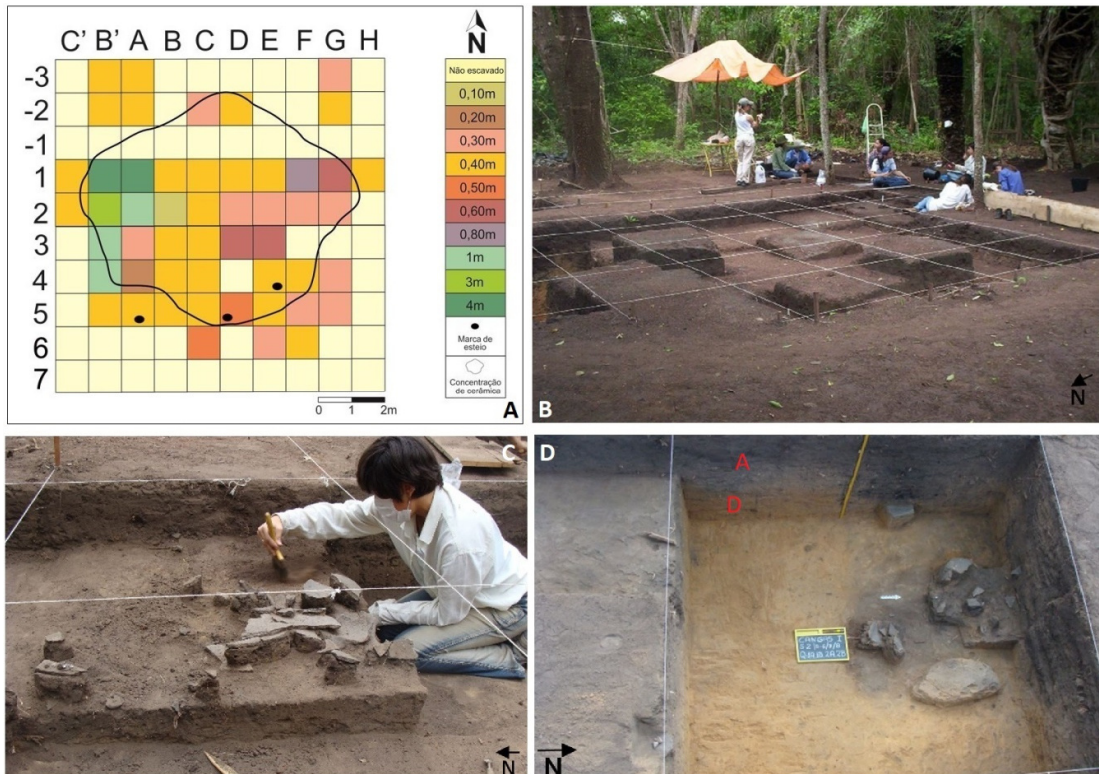 C' B' A B C D E F G H
-3
-2
-1
1
2
3
4
5
6
7
N
Não escavado
0,10m
0,20m
0,30m
0,40m
0,50m
0,60m
0,80m
1m
3m
4m
Marca de
esteio
Concentração
de cerâmica
0 1 2m
A
B
N
C
N
D
A
D
CANGAS I
N